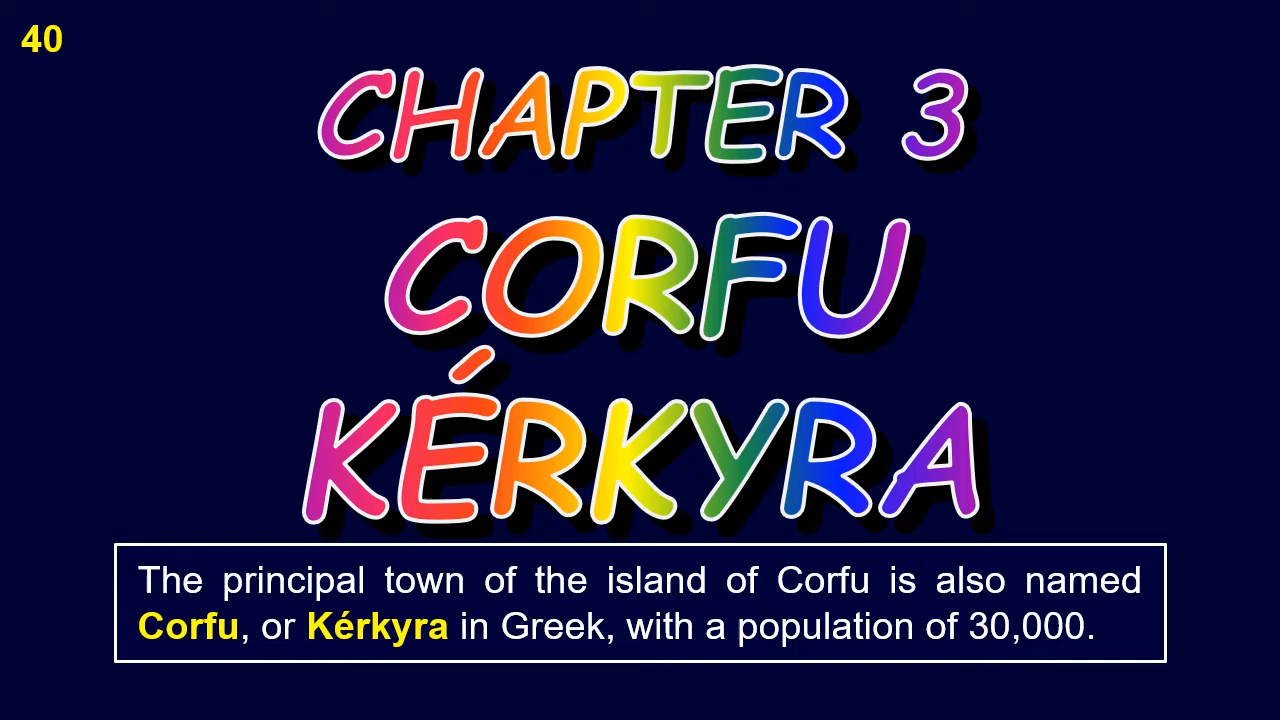 40
CHAPTER 3
CORFU
KÉRKYRA
The principal town of the island of Corfu is also named
Corfu, or Kérkyra in Greek, with a population of 30,000.